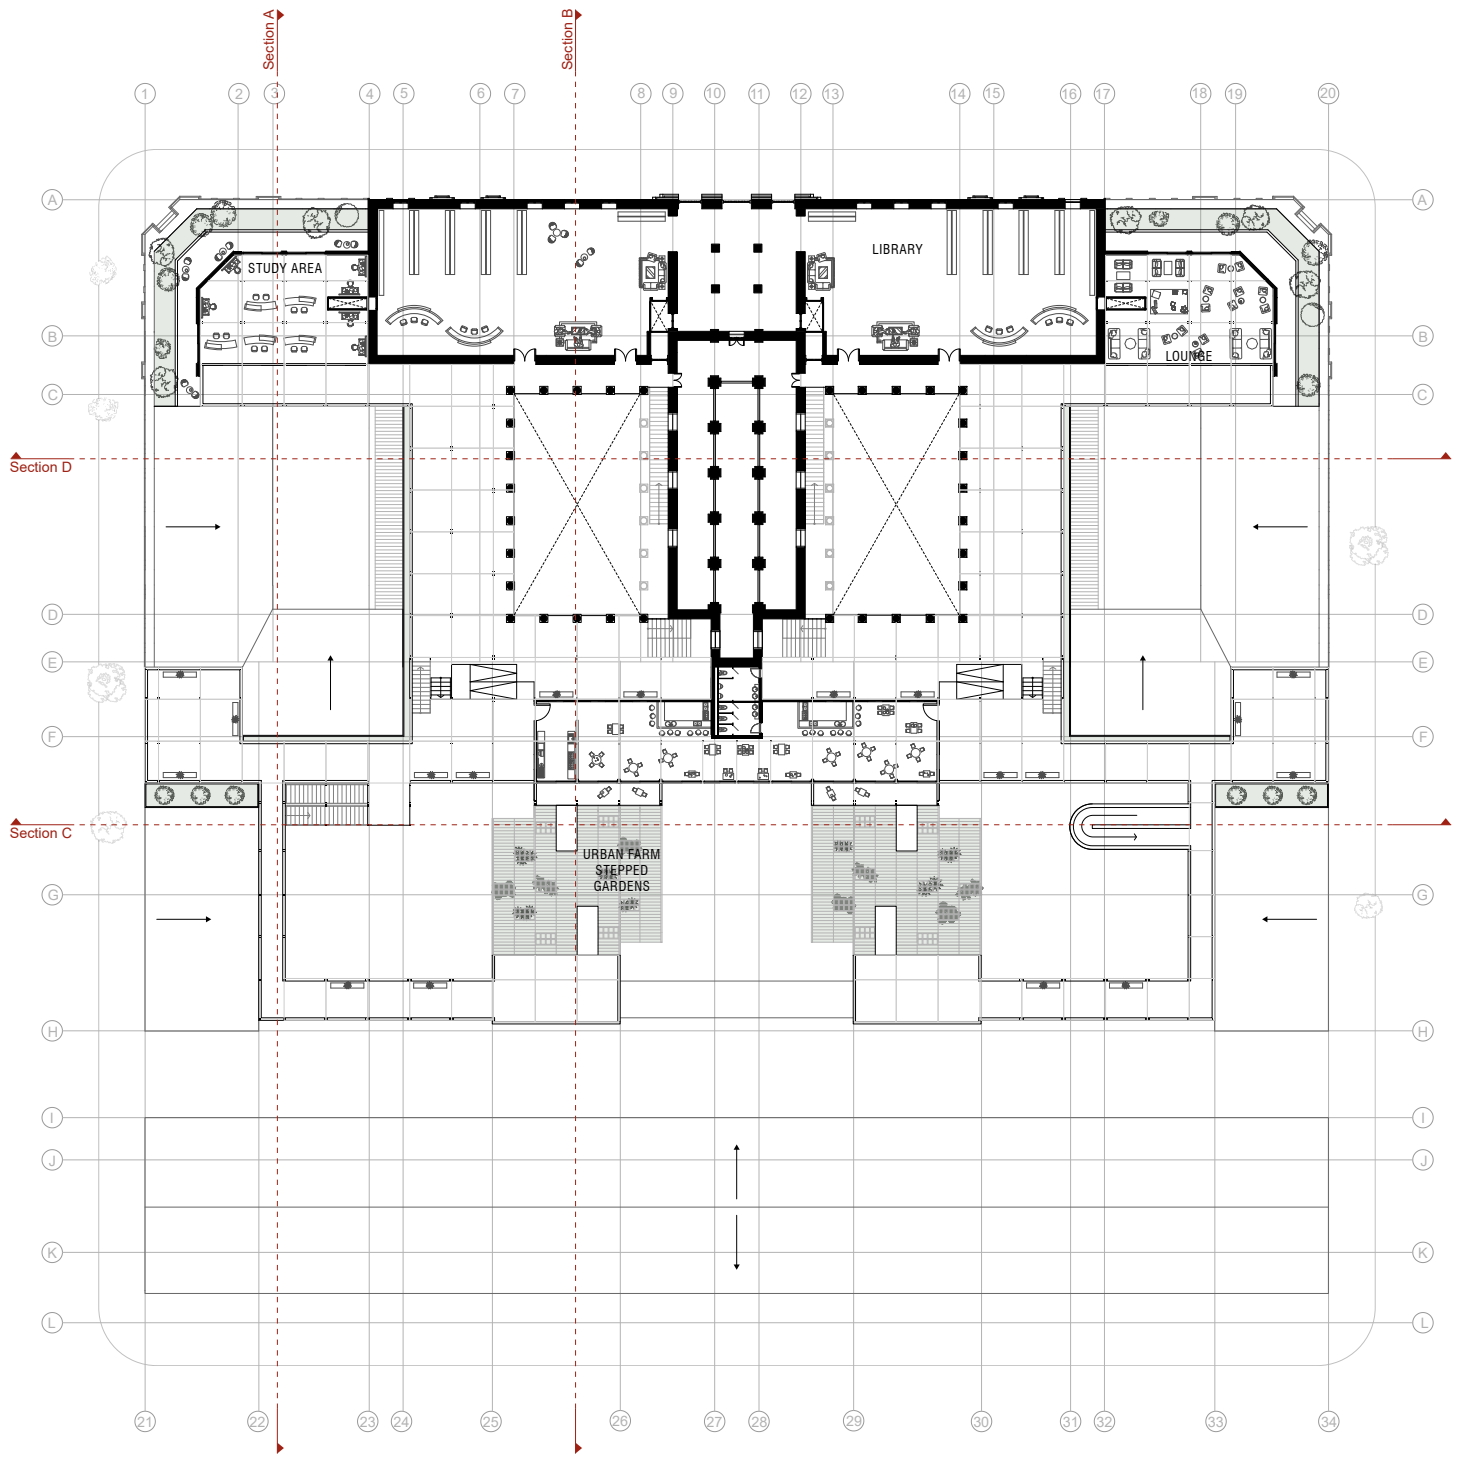 Section A
Section B
1 2 3 4 5 6 7 8 9 10 11 12 13 14 15 16 17 18 19 20
A A
LIBRARY
STUDY AREA
B B
LOUNGE
C C
Section D
D D
E E
F F
Section C
URBAN FARM
STEPPED
GARDENS
G G
H H
I I
J J
K K
L L
21 22 23 24 25 26 27 28 29 30 31 32 33 34